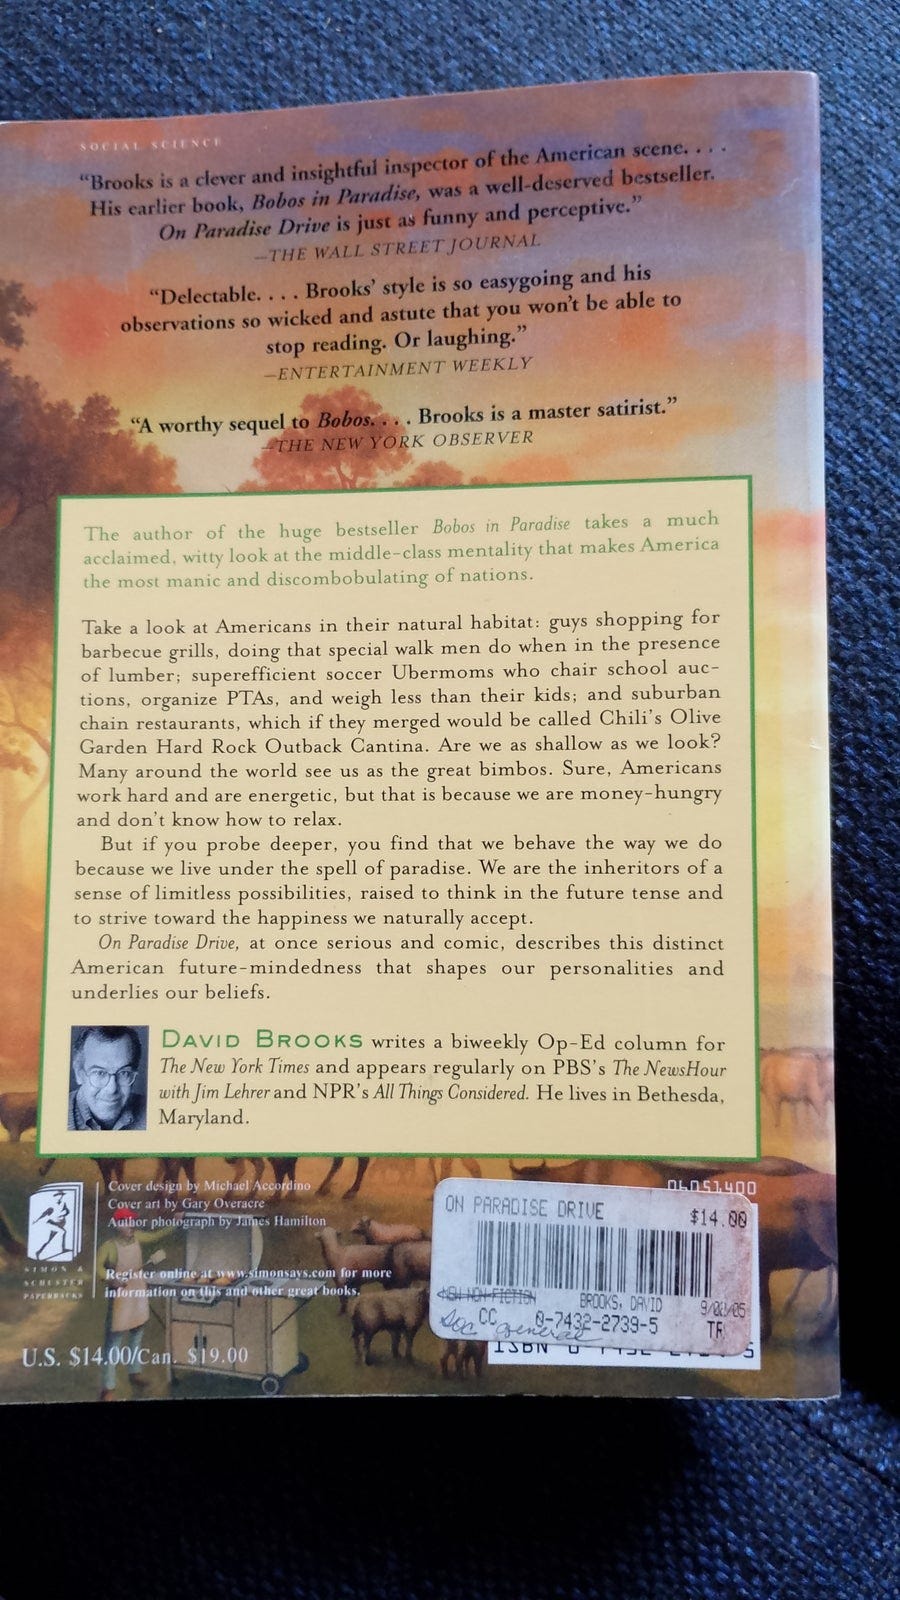 SOCIAL SCIENCE
“Brooks is a clever and insightful inspector of the American scene. . . .
His earlier book, Bobos in Paradise, was a well-deserved bestseller.
On Paradise Drive is just as funny and perceptive.”
–THE WALL STREET JOURNAL
“Delectable. . . . Brooks’ style is so easygoing and his
observations so wicked and astute that you won’t be able to
stop reading. Or laughing.”
–ENTERTAINMENT WEEKLY
“A worthy sequel to Bobos. . . . Brooks is a master satirist.”
–THE NEW YORK OBSERVER
The author of the huge bestseller Bobos in Paradise takes a much
acclaimed, witty look at the middle-class mentality that makes America
the most manic and discombobulating of nations.
Take a look at Americans in their natural habitat: guys shopping for
barbecue grills, doing that special walk men do when in the presence
of lumber; superefficient soccer Ubermoms who chair school auc-
tions, organize PTAs, and weigh less than their kids; and suburban
chain restaurants, which if they merged would be called Chili’s Olive
Garden Hard Rock Outback Cantina. Are we as shallow as we look?
Many around the world see us as the great bimbos. Sure, Americans
work hard and are energetic, but that is because we are money-hungry
and don’t know how to relax.
But if you probe deeper, you find that we behave the way we do
because we live under the spell of paradise. We are the inheritors of a
sense of limitless possibilities, raised to think in the future tense and
to strive toward the happiness we naturally accept.
On Paradise Drive, at once serious and comic, describes this distinct
American future-mindedness that shapes our personalities and
underlies our beliefs.
DAVID BROOKS writes a biweekly Op-Ed column for
The New York Times and appears regularly on PBS’s The NewsHour
with Jim Lehrer and NPR’s All Things Considered. He lives in Bethesda,
Maryland.
Cover design by Michael Accordino
Cover art by Gary Overacre
Author photograph by James Hamilton
SIMON &
SCHUSTER
PAPERBACKS
Register online at www.simonsays.com for more
information on this and other great books.
U.S. $14.00/Can. $19.00
06051400
ON PARADISE DRIVE $14.00
NEW NON-FICTION BROOKS, DAVID
CC 0-7432-2739-5 TR
Soc general
ISBN 0